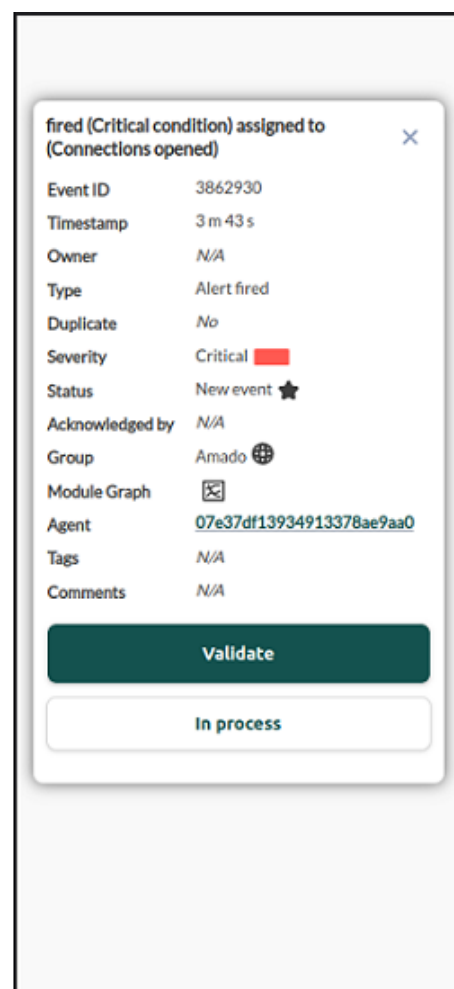 fired (Critical condition) assigned to
(Connections opened)
Event ID 3862930
Timestamp 3 m 43 s
Owner N/A
Type Alert fired
Duplicate No
Severity Critical
Status New event
Acknowledged by N/A
Group Amado
Module Graph
Agent 07e37df13934913378ae9aa0
Tags N/A
Comments N/A
Validate
In process